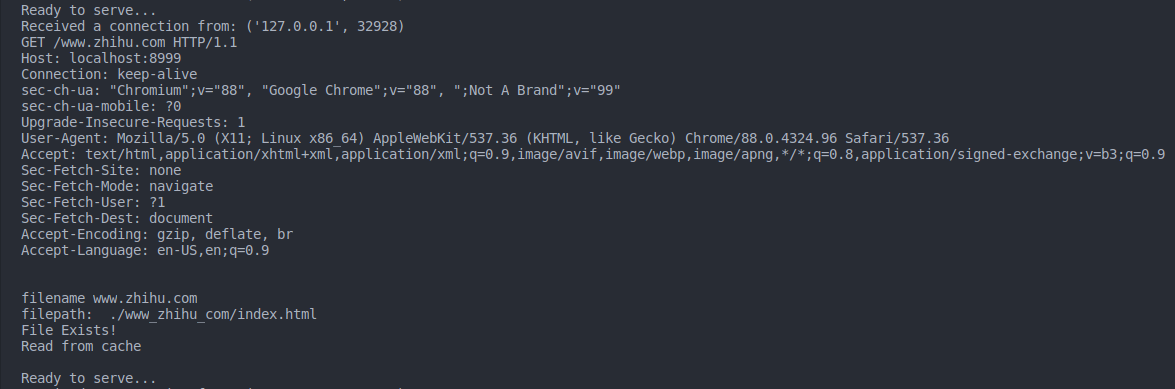 Ready to serve...
Received a connection from: ('127.0.0.1', 32928)
GET /www.zhihu.com HTTP/1.1
Host: localhost:8999
Connection: keep-alive
sec-ch-ua: "Chromium";v="88", "Google Chrome";v="88", ";Not A Brand";v="99"
sec-ch-ua-mobile: ?0
Upgrade-Insecure-Requests: 1
User-Agent: Mozilla/5.0 (X11; Linux x86_64) AppleWebKit/537.36 (KHTML, like Gecko) Chrome/88.0.4324.96 Safari/537.36
Accept: text/html,application/xhtml+xml,application/xml;q=0.9,image/avif,image/webp,image/apng,*/*;q=0.8,application/signed-exchange;v=b3;q=0.9
Sec-Fetch-Site: none
Sec-Fetch-Mode: navigate
Sec-Fetch-User: ?1
Sec-Fetch-Dest: document
Accept-Encoding: gzip, deflate, br
Accept-Language: en-US,en;q=0.9
filename www.zhihu.com
filepath:  ./www_zhihu_com/index.html
File Exists!
Read from cache
Ready to serve...